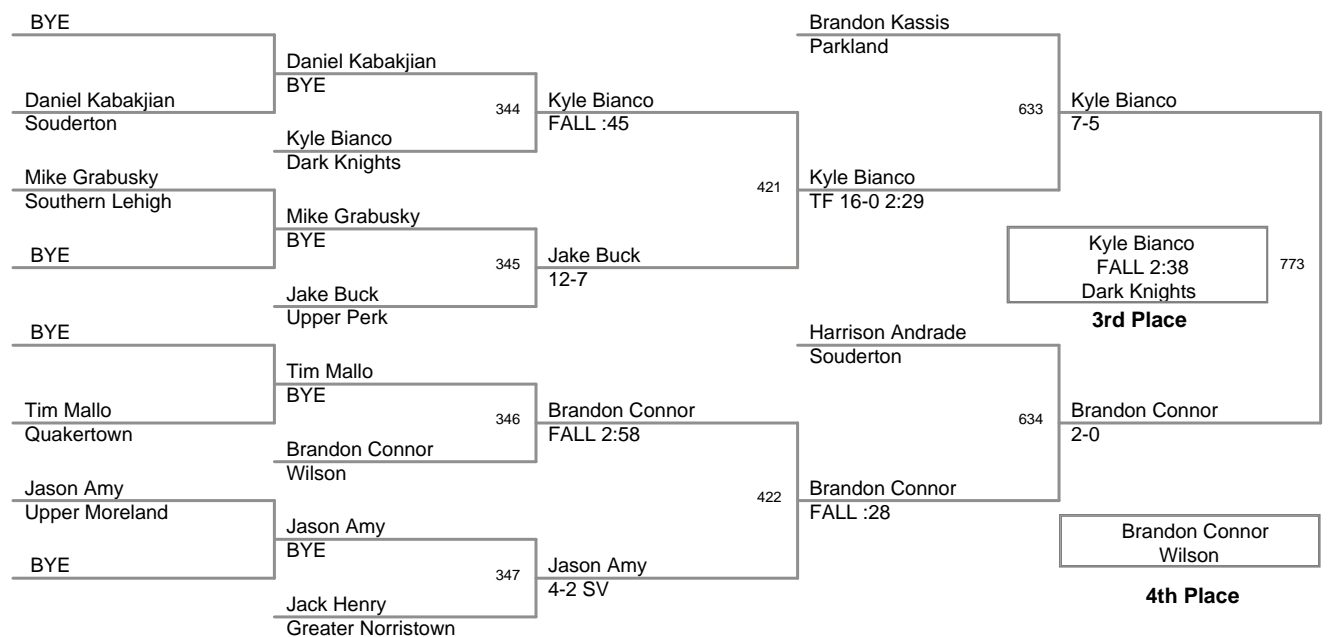 BYE
Daniel Kabakjian
Souderton
Mike Grabusky
Southern Lehigh
BYE
BYE
Tim Mallo
Quakertown
Jason Amy
Upper Moreland
BYE
Daniel Kabakjian
BYE
344
Kyle Bianco
Dark Knights
Mike Grabusky
BYE
345
Jake Buck
Upper Perk
Tim Mallo
BYE
346
Brandon Connor
Wilson
Jason Amy
BYE
347
Jack Henry
Greater Norristown
Kyle Bianco
FALL :45
421
Jake Buck
12-7
Brandon Connor
FALL 2:58
422
Jason Amy
4-2 SV
Brandon Kassis
Parkland
633
Kyle Bianco
TF 16-0 2:29
Harrison Andrade
Souderton
634
Brandon Connor
FALL :28
Kyle Bianco
7-5
Kyle Bianco
FALL 2:38
Dark Knights
773
3rd Place
Brandon Connor
2-0
Brandon Connor
Wilson
4th Place